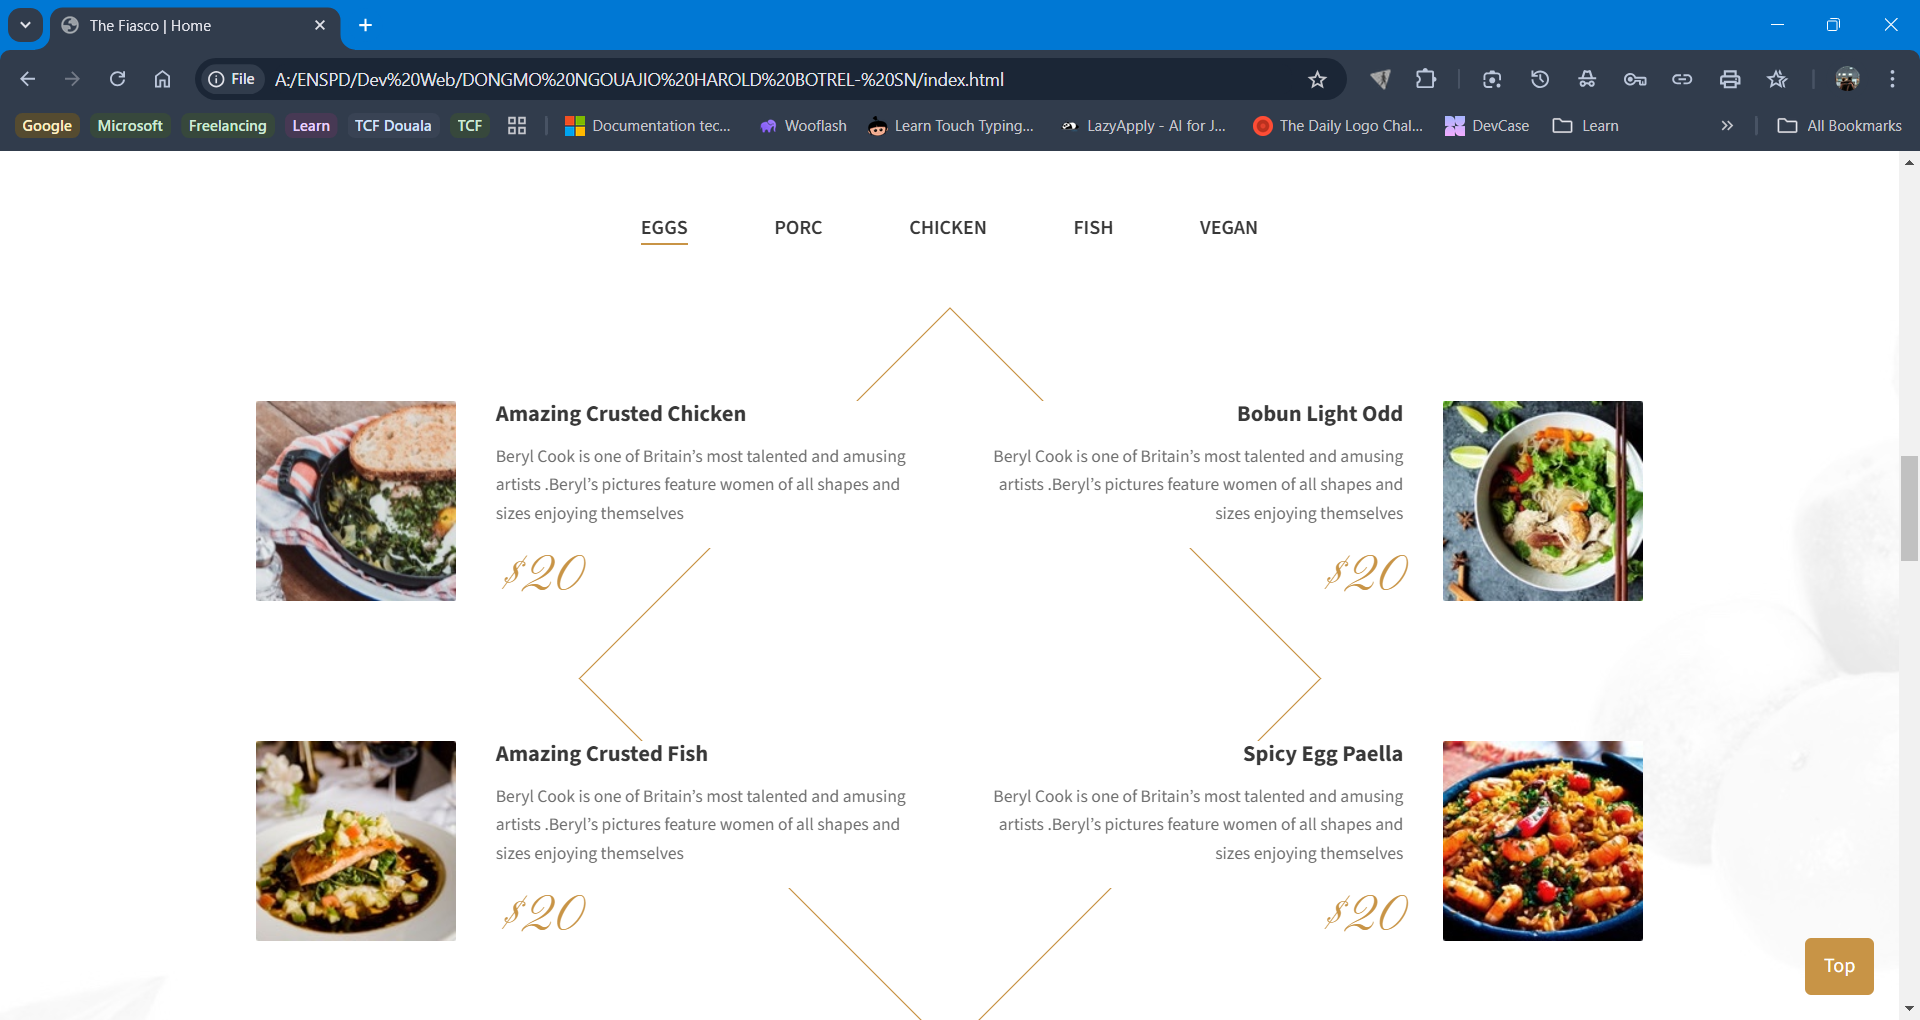 The Fiasco | Home
File A:/ENSPD/Dev%20Web/DONGMO%20NGOUAJIO%20HAROLD%20BOTREL-%20SN/index.html
Google Microsoft Freelancing Learn TCF Douala TCF Documentation tec... Wooflash Learn Touch Typing... LazyApply - AI for J... The Daily Logo Chal... DevCase Learn » All Bookmarks
EGGS PORC CHICKEN FISH VEGAN
Amazing Crusted Chicken
Beryl Cook is one of Britain’s most talented and amusing
artists .Beryl’s pictures feature women of all shapes and
sizes enjoying themselves
$20
Bobun Light Odd
Beryl Cook is one of Britain’s most talented and amusing
artists .Beryl’s pictures feature women of all shapes and
sizes enjoying themselves
$20
Amazing Crusted Fish
Beryl Cook is one of Britain’s most talented and amusing
artists .Beryl’s pictures feature women of all shapes and
sizes enjoying themselves
$20
Spicy Egg Paella
Beryl Cook is one of Britain’s most talented and amusing
artists .Beryl’s pictures feature women of all shapes and
sizes enjoying themselves
$20
Top